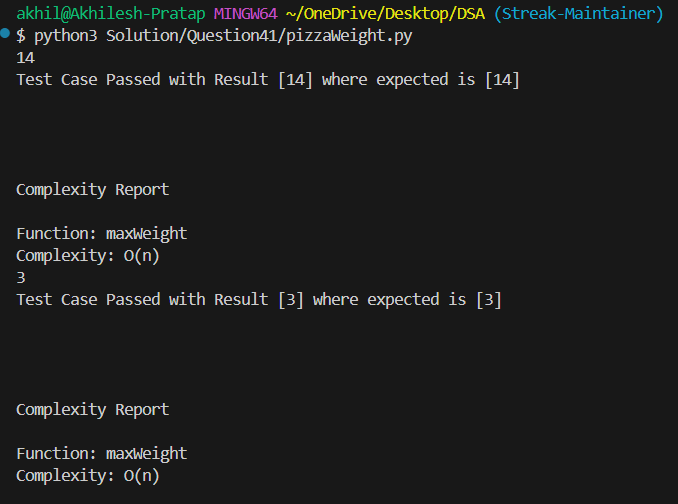 akhil@Akhilesh-Pratap MINGW64 ~/OneDrive/Desktop/DSA (Streak-Maintainer)
$ python3 Solution/Question41/pizzaWeight.py
14
Test Case Passed with Result [14] where expected is [14]
Complexity Report
Function: maxWeight
Complexity: O(n)
3
Test Case Passed with Result [3] where expected is [3]
Complexity Report
Function: maxWeight
Complexity: O(n)